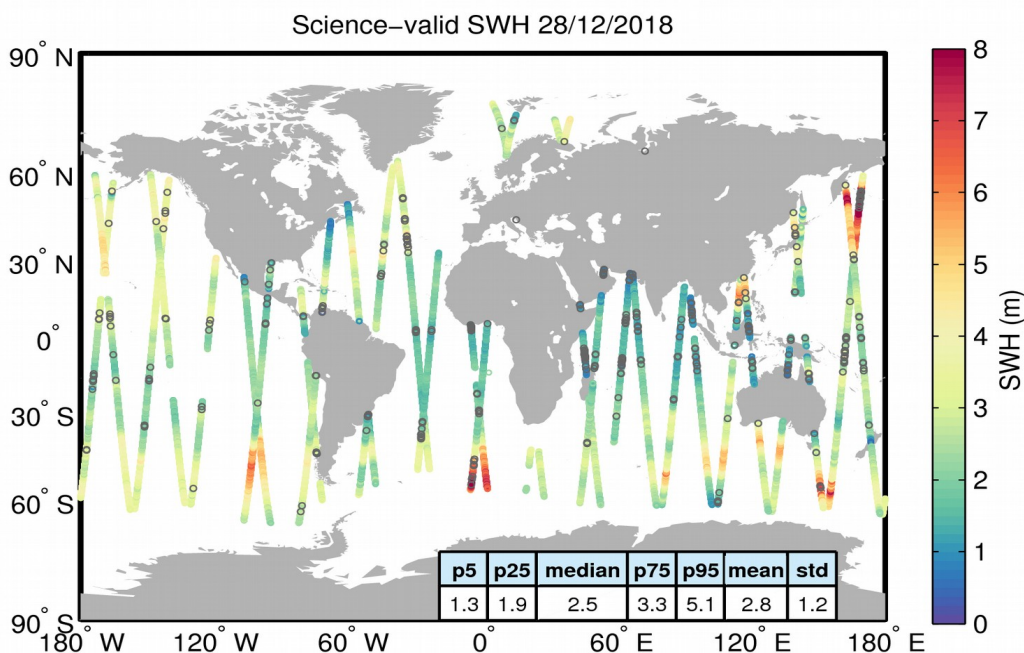 Science−valid SWH 28/12/2018
90° N
60° N
30° N
0°
30° S
60° S
90° S
180° W
120° W
60° W
0°
60° E
120° E
180° E
p5 p25 median p75 p95 mean std
1.3 1.9 2.5 3.3 5.1 2.8 1.2
8
7
6
5
4
3
2
1
0
SWH (m)